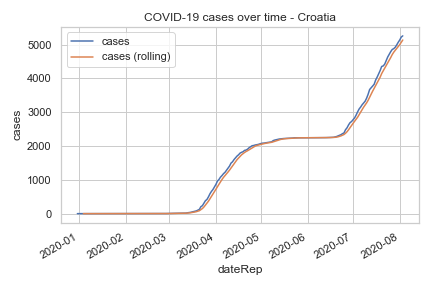 COVID-19 cases over time - Croatia
cases
cases (rolling)
5000
4000
3000
2000
1000
0
cases
2020-01
2020-02
2020-03
2020-04
2020-05
2020-06
2020-07
2020-08
dateRep